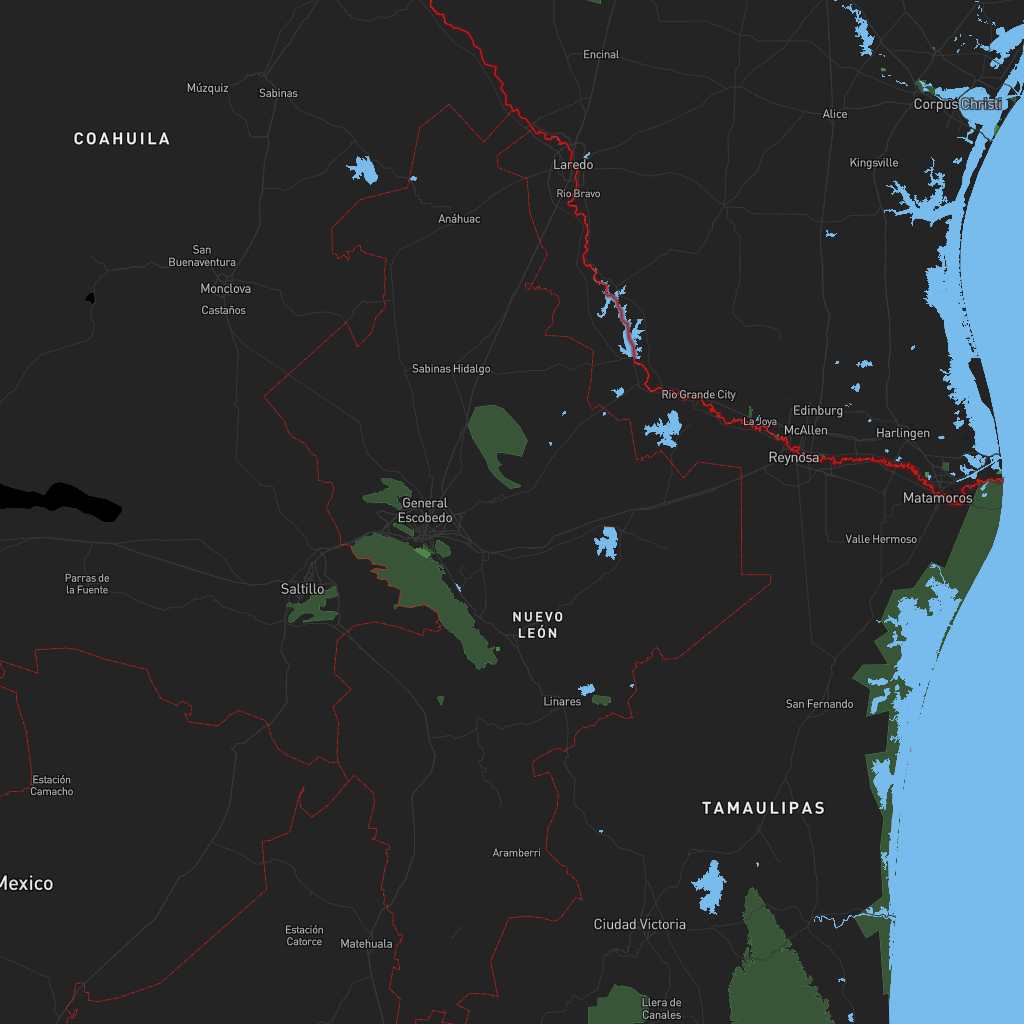 Encinal
Múzquiz
Sabinas
Corpus Christi
Alice
COAHUILA
Kingsville
Laredo
Rio Bravo
Anáhuac
San
Buenaventura
Monclova
Castaños
Sabinas Hidalgo
Rio Grande City
Edinburg
La Joya
McAllen
Harlingen
Reynosa
Matamoros
General
Escobedo
Valle Hermoso
Parras de
la Fuente
Saltillo
NUEVO
LEÓN
Linares
San Fernando
Estación
Camacho
TAMAULIPAS
Aramberri
Mexico
Ciudad Victoria
Estación
Catorce
Matehuala
Llera de
Canales